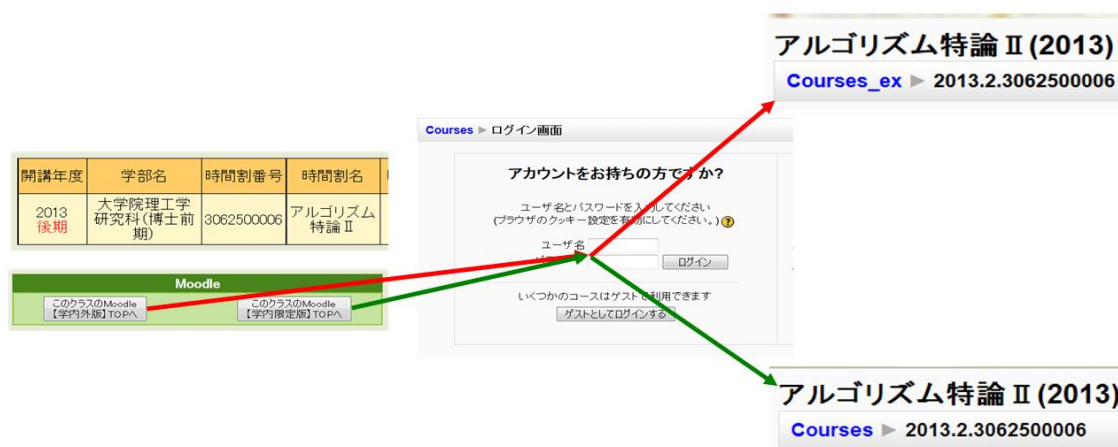 アルゴリズム特論Ⅱ(2013)
Courses_ex ▶ 2013.2.3062500006
Courses ▶ ログイン画面
アカウントをお持ちの方ですか?
ユーザ名とパスワードを入力してください
(ブラウザのクッキー設定を有効にしてください。)
ユーザ名
ログイン
いくつかのコースはゲストで利用できます
ゲストとしてログインする
開講年度 学部名 時間割番号 時間割名
2013 後期
大学院理工学
研究科(博士前
期)
3062500006
アルゴリズム
特論Ⅱ
Moodle
このクラスのMoodle
【学内外版】TOPへ
このクラスのMoodle
【学内限定版】TOPへ
アルゴリズム特論Ⅱ(2013)
Courses ▶ 2013.2.3062500006